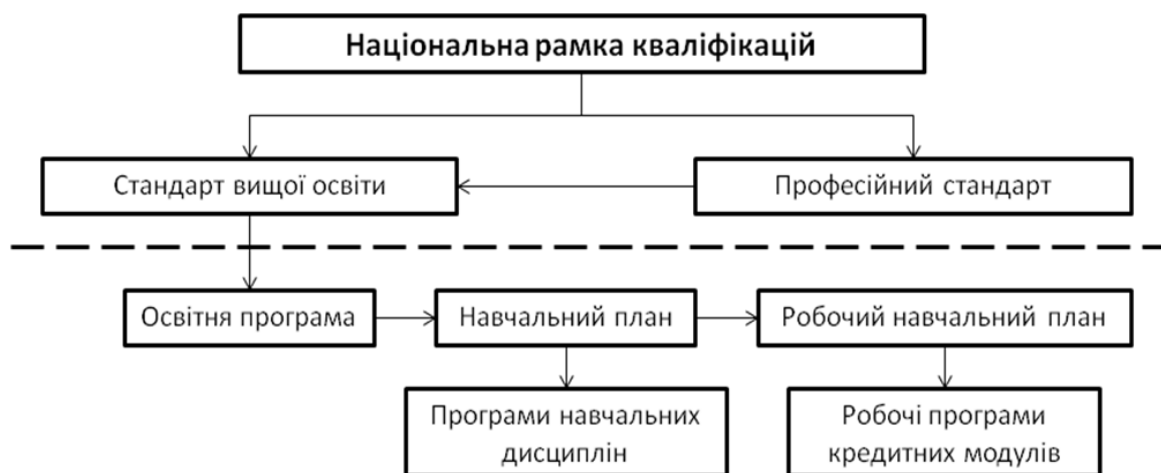 Національна рамка кваліфікацій
Стандарт вищої освіти
Професійний стандарт
Освітня програма
Навчальний план
Робочий навчальний план
Програми навчальних
дисциплін
Робочі програми
кредитних модулів